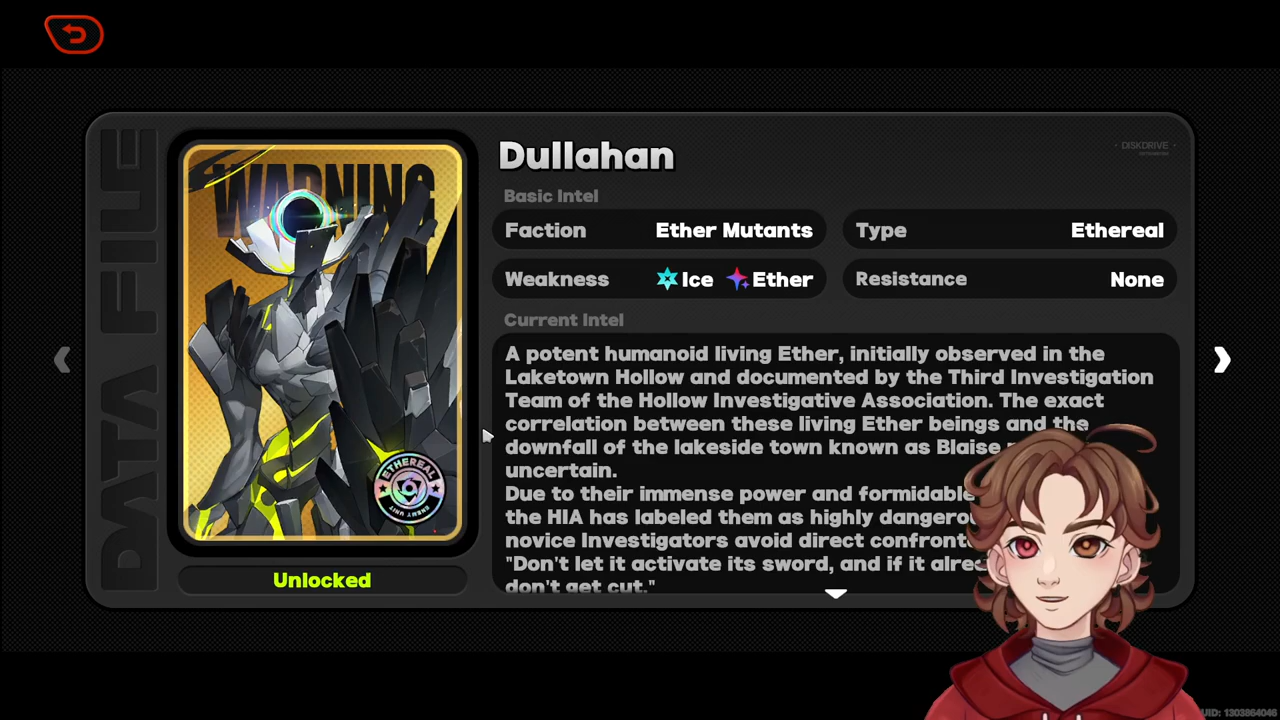 DATA FILE
WARNING
ETHEREAL
ENEMY UNIT
Unlocked
Dullahan
DISKDRIVE
Basic Intel
Faction Ether Mutants
Type Ethereal
Weakness Ice Ether
Resistance None
Current Intel
A potent humanoid living Ether, initially observed in the
Laketown Hollow and documented by the Third Investigation
Team of the Hollow Investigative Association. The exact
correlation between these living Ether beings and the
downfall of the lakeside town known as Blaise
uncertain.
Due to their immense power and formidable
the HIA has labeled them as highly
novice Investigators avoid direct
"Don't let it activate its sword, and if it
don't get cut."
UID: 1303864046